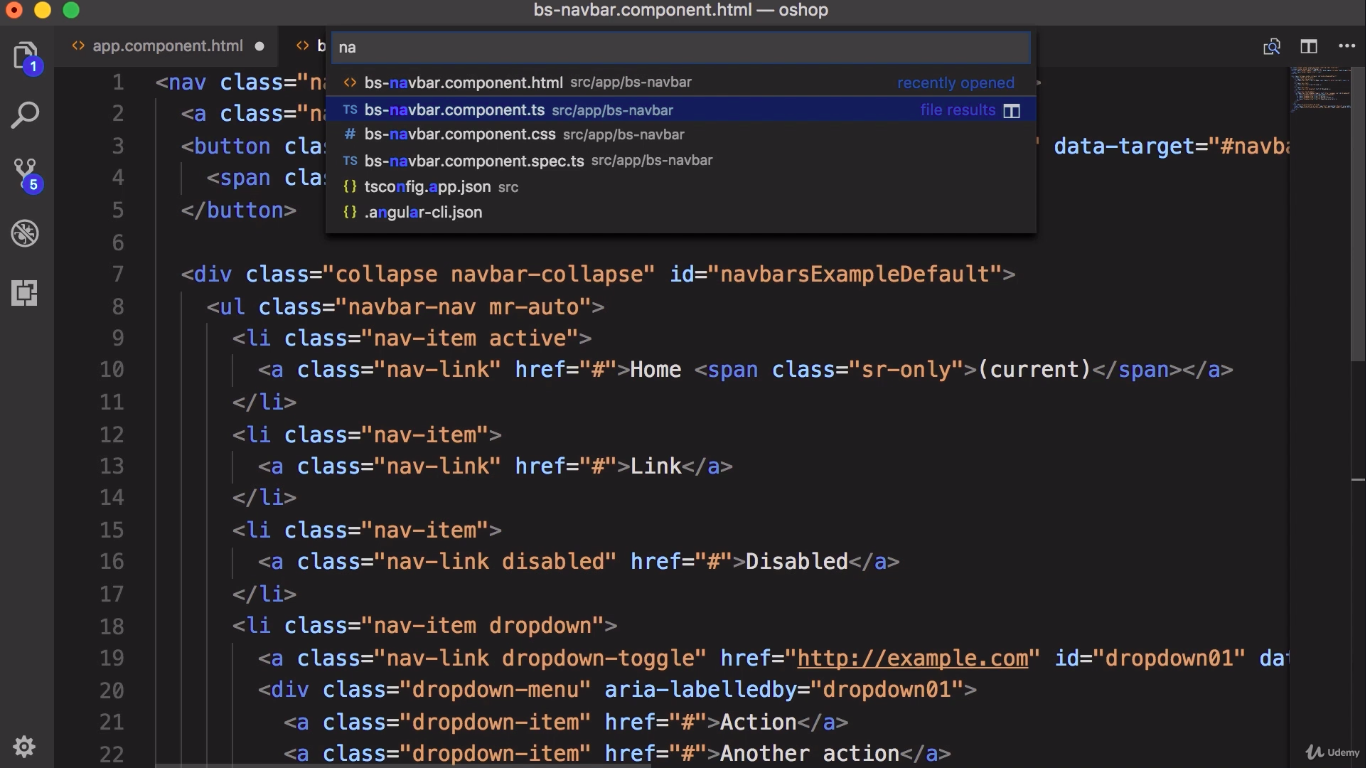 bs-navbar.component.html — oshop
app.component.html
b
na
bs-navbar.component.html src/app/bs-navbar recently opened
TS bs-navbar.component.ts src/app/bs-navbar file results
# bs-navbar.component.css src/app/bs-navbar
TS bs-navbar.component.spec.ts src/app/bs-navbar
{} tsconfig.app.json src
{} .angular-cli.json
1
5
1 <nav class="na >
2 <a class="na
3 <button clas " data-target="#navba
4 <span clas
5 </button>
6
7 <div class="collapse navbar-collapse" id="navbarsExampleDefault">
8 <ul class="navbar-nav mr-auto">
9 <li class="nav-item active">
10 <a class="nav-link" href="#">Home <span class="sr-only">(current)</span></a>
11 </li>
12 <li class="nav-item">
13 <a class="nav-link" href="#">Link</a>
14 </li>
15 <li class="nav-item">
16 <a class="nav-link disabled" href="#">Disabled</a>
17 </li>
18 <li class="nav-item dropdown">
19 <a class="nav-link dropdown-toggle" href="http://example.com" id="dropdown01" dat
20 <div class="dropdown-menu" aria-labelledby="dropdown01">
21 <a class="dropdown-item" href="#">Action</a>
22 <a class="dropdown-item" href="#">Another action</a>
Udemy